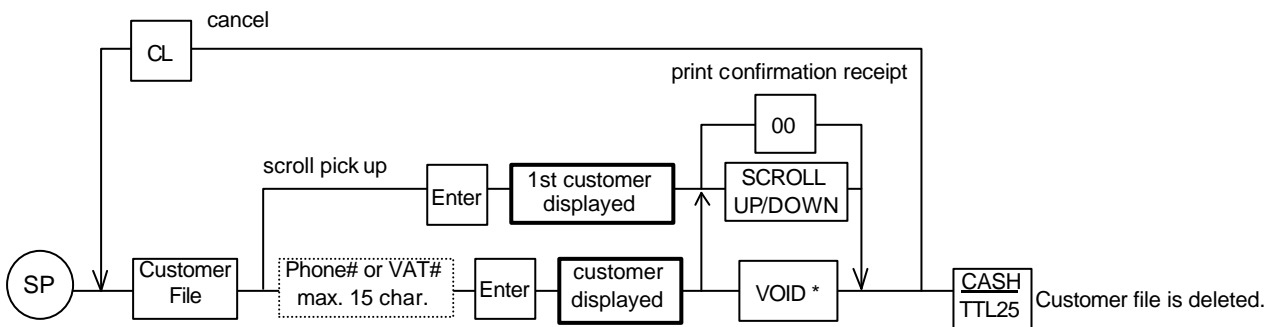 cancel
CL
print confirmation receipt
00
scroll pick up
Enter
1st customer
displayed
SCROLL
UP/DOWN
SP
Customer
File
Phone# or VAT#
max. 15 char.
Enter
customer
displayed
VOID *
CASH
TTL25
Customer file is deleted.